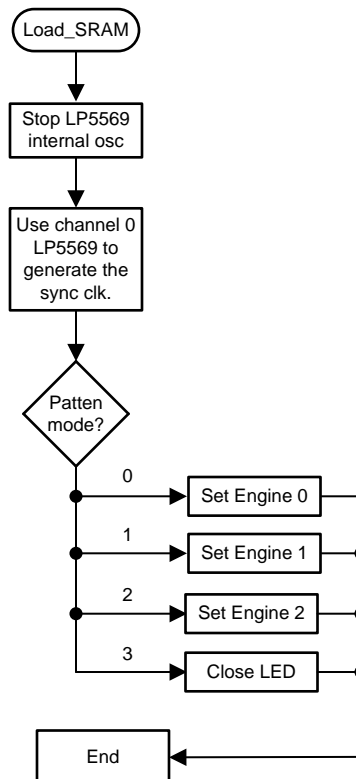 Load_SRAM
Stop LP5569
internal osc
Use channel 0
LP5569 to
generate the
sync clk.
Patten
mode?
0
Set Engine 0
1
Set Engine 1
2
Set Engine 2
3
Close LED
End